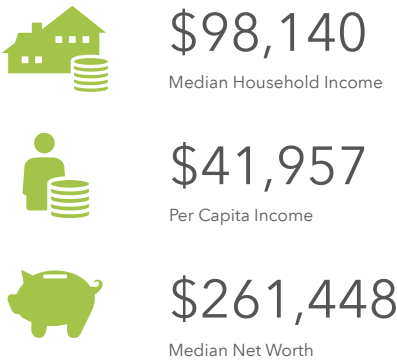 $98,140
Median Household Income
$41,957
Per Capita Income
$261,448
Median Net Worth